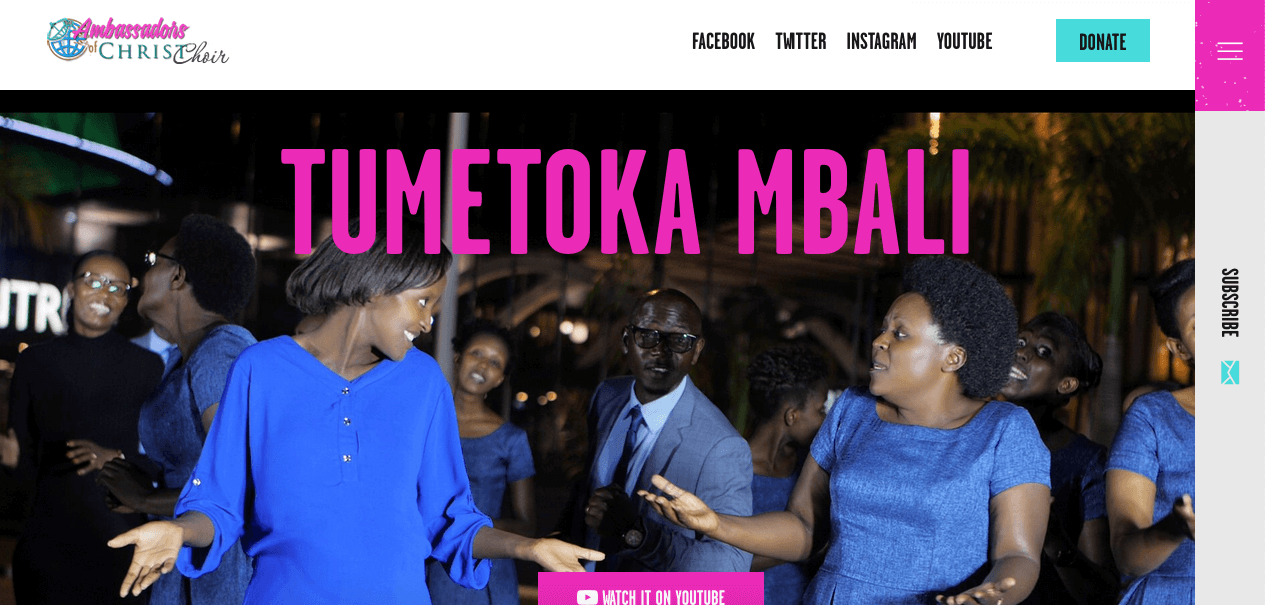 Ambassadors
of CHRIST Choir
FACEBOOK TWITTER INSTAGRAM YOUTUBE
DONATE
TUMETOKA MBALI
SUBSCRIBE
WATCH IT ON YOUTUBE